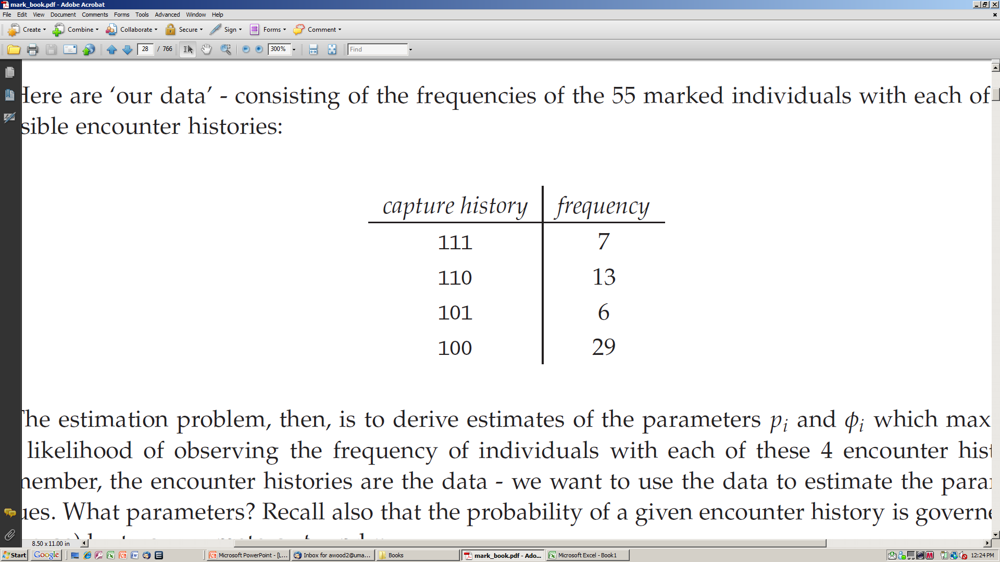 mark_book.pdf - Adobe Acrobat
File Edit View Document Comments Forms Tools Advanced Window Help
Create Combine Collaborate Secure Sign Forms Comment
28 / 766 300% Find
Here are ‘our data’ - consisting of the frequencies of the 55 marked individuals with each of
sible encounter histories:
capture history frequency
111 7
110 13
101 6
100 29
The estimation problem, then, is to derive estimates of the parameters pᵢ and ϕᵢ which max
likelihood of observing the frequency of individuals with each of these 4 encounter hist
member, the encounter histories are the data - we want to use the data to estimate the para
ues. What parameters? Recall also that the probability of a given encounter history is governe
8.50 x 11.00 in
Start Google Microsoft PowerPoint - [L... Inbox for awood2@uma... Books mark_book.pdf - Ado... Microsoft Excel - Book1 12:24 PM